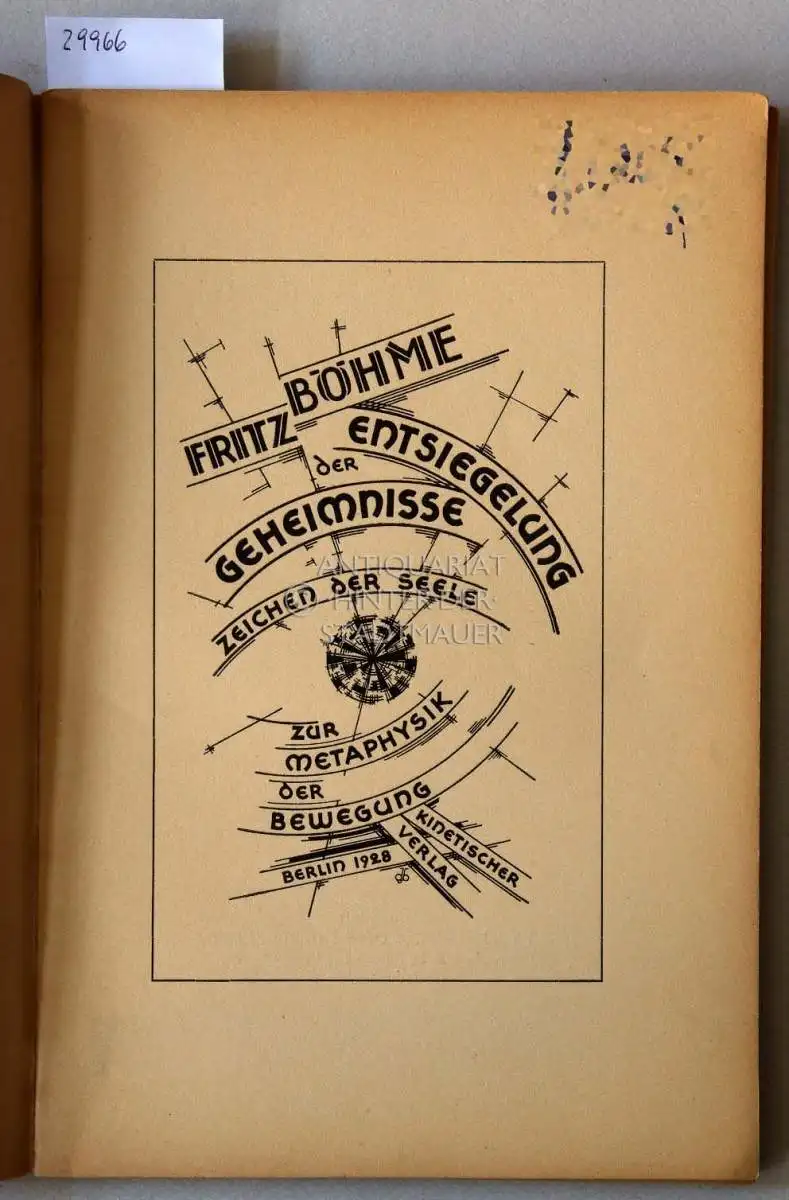 29966
FRITZ BÖHME
ENTSIEGELUNG
DER
GEHEIMNISSE
ZEICHEN DER SEELE
ANTIQUARIAT
© HINTER DER
STADTMAUER
ZUR
METAPHYSIK
DER
BEWEGUNG
KINETISCHER
VERLAG
BERLIN 1928